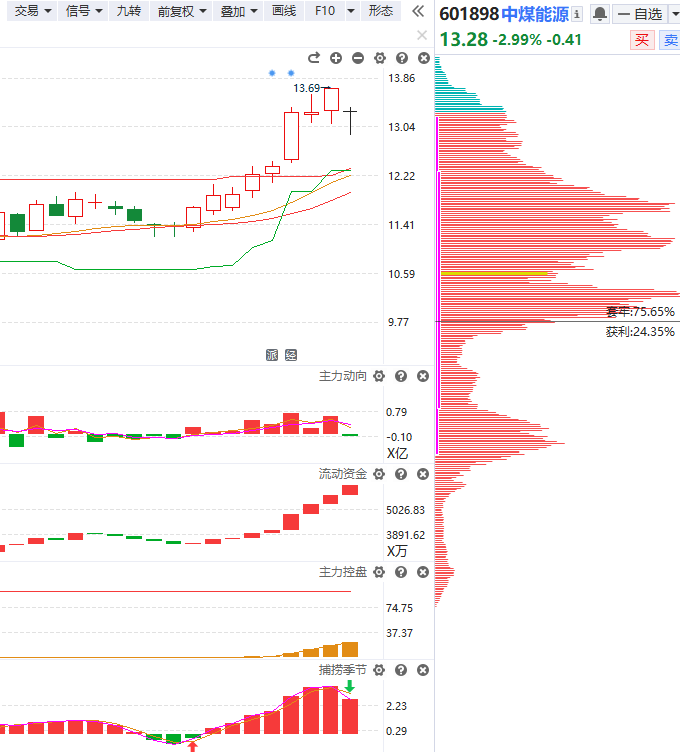 交易 信号 九转 前复权 叠加 画线 F10 形态
601898 中煤能源 自选
13.28 -2.99% -0.41 买 卖
13.86
13.69
13.04
12.22
11.41
10.59
套牢:75.65%
9.77
获利:24.35%
派 经
主力动向
0.79
-0.10
X亿
流动资金
5026.83
3891.62
X万
主力控盘
74.75
37.37
捕捞季节
2.23
0.29